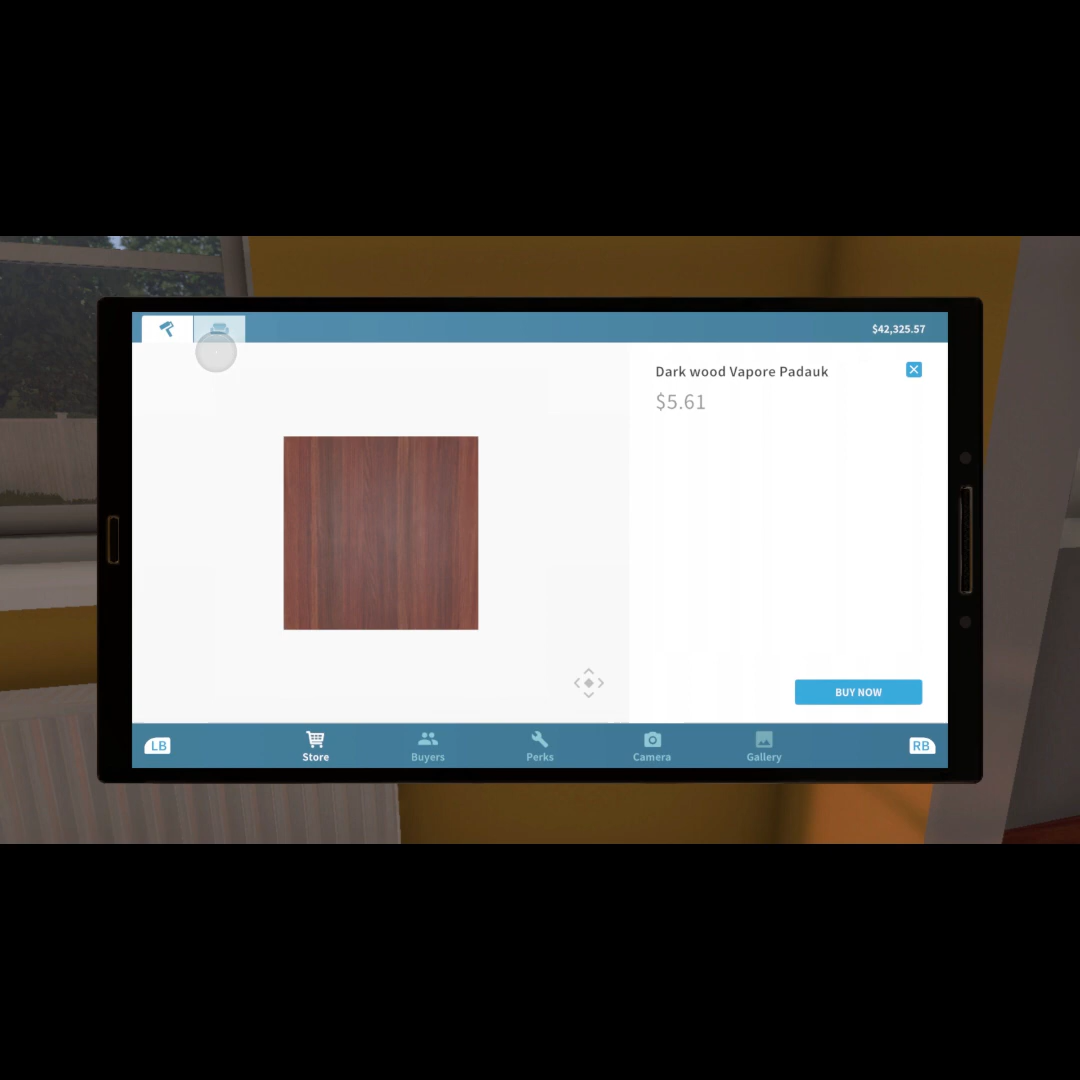 $42,325.57
Dark wood Vapore Padauk
$5.61
BUY NOW
LB
Store
Buyers
Perks
Camera
Gallery
RB